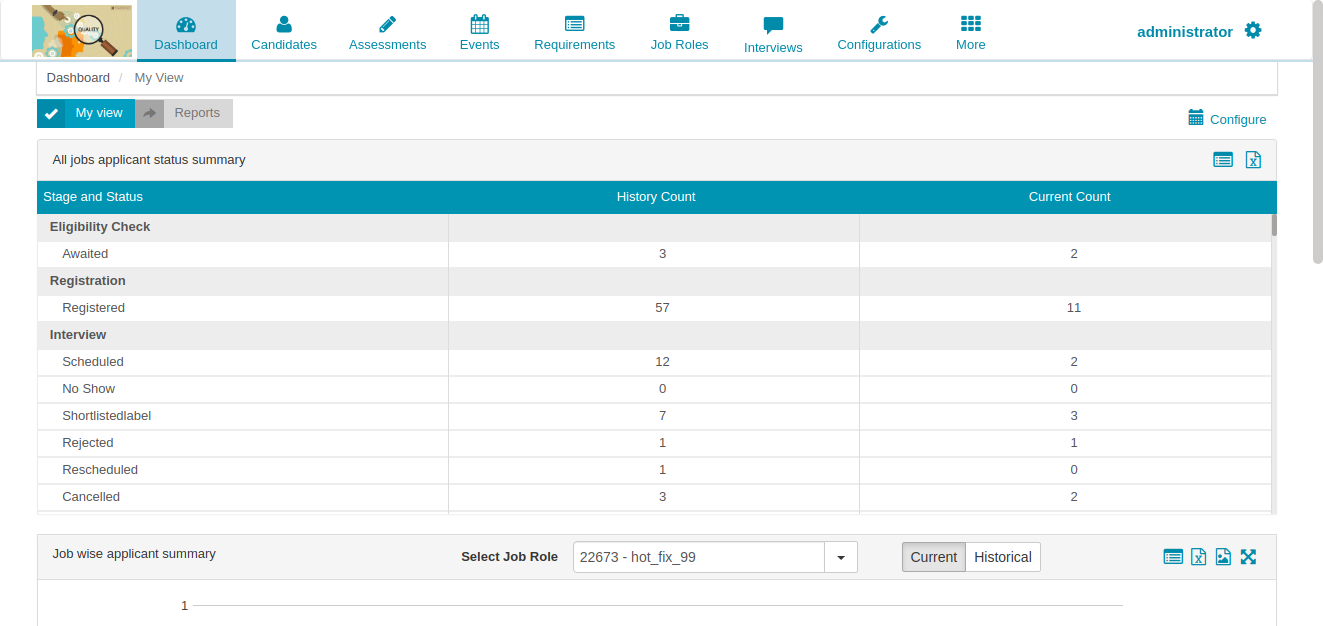 QUALITY
Dashboard Candidates Assessments Events Requirements Job Roles Interviews Configurations More administrator
Dashboard / My View
My view Reports Configure
All jobs applicant status summary
Stage and Status History Count Current Count
Eligibility Check
Awaited 3 2
Registration
Registered 57 11
Interview
Scheduled 12 2
No Show 0 0
Shortlistedlabel 7 3
Rejected 1 1
Rescheduled 1 0
Cancelled 3 2
Job wise applicant summary Select Job Role 22673 - hot_fix_99 Current Historical
1